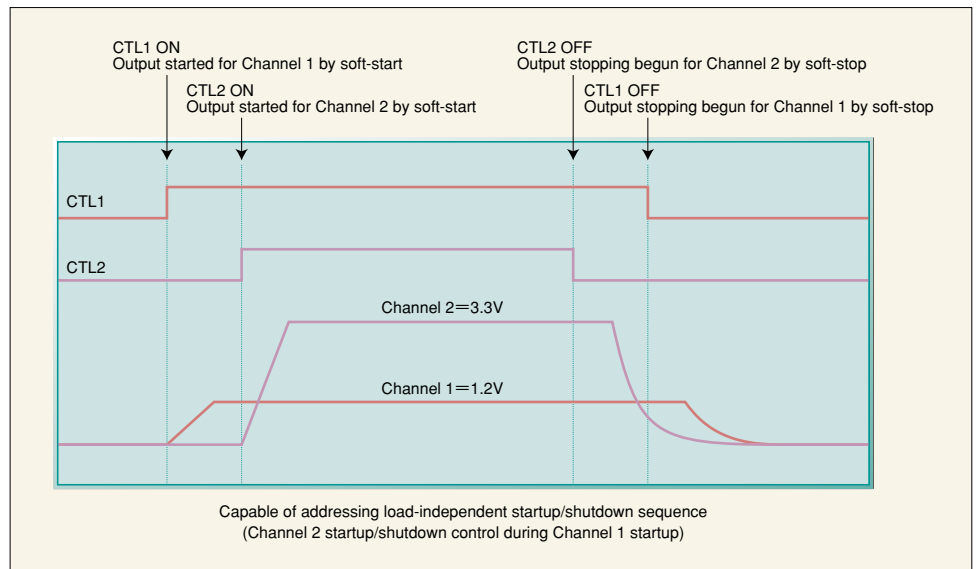 CTL1 ON
Output started for Channel 1 by soft-start
CTL2 ON
Output started for Channel 2 by soft-start
CTL2 OFF
Output stopping begun for Channel 2 by soft-stop
CTL1 OFF
Output stopping begun for Channel 1 by soft-stop
CTL1
CTL2
Channel 2＝3.3V
Channel 1＝1.2V
Capable of addressing load-independent startup/shutdown sequence
(Channel 2 startup/shutdown control during Channel 1 startup)